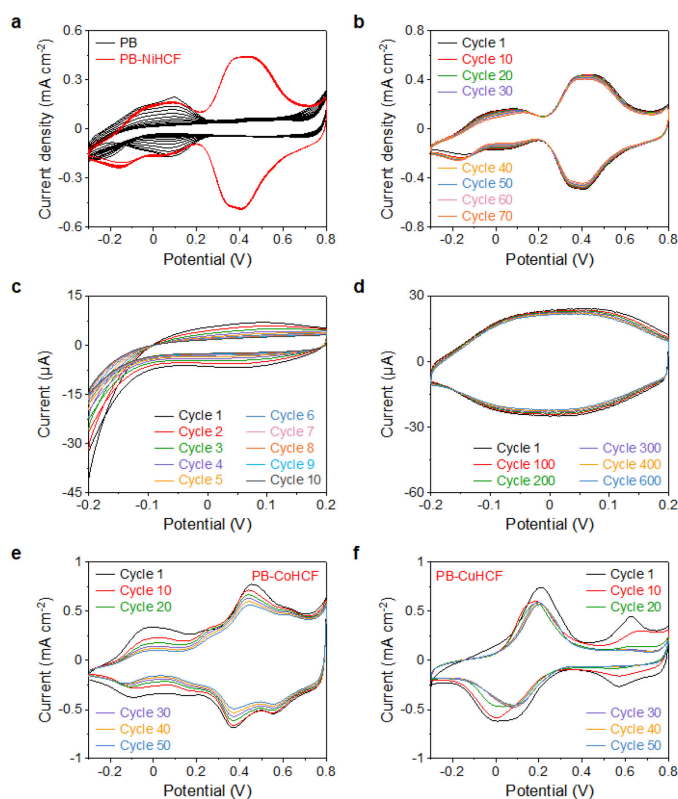 a
PB
PB-NiHCF
Current density (mA cm⁻²)
0.6
0.3
0
-0.3
-0.6
-0.2 0 0.2 0.4 0.6 0.8
Potential (V)
b
Cycle 1
Cycle 10
Cycle 20
Cycle 30
Cycle 40
Cycle 50
Cycle 60
Cycle 70
Current density (mA cm⁻²)
0.8
0.4
0
-0.4
-0.8
-0.2 0 0.2 0.4 0.6 0.8
Potential (V)
c
Current (μA)
15
0
-15
-30
-45
Cycle 1
Cycle 2
Cycle 3
Cycle 4
Cycle 5
Cycle 6
Cycle 7
Cycle 8
Cycle 9
Cycle 10
-0.2 -0.1 0.0 0.1 0.2
Potential (V)
d
Current (μA)
30
0
-30
-60
Cycle 1
Cycle 100
Cycle 200
Cycle 300
Cycle 400
Cycle 600
-0.2 -0.1 0.0 0.1 0.2
Potential (V)
e
Cycle 1
Cycle 10
Cycle 20
PB-CoHCF
Cycle 30
Cycle 40
Cycle 50
Current (mA cm⁻²)
1
0.5
0
-0.5
-1
-0.2 0 0.2 0.4 0.6 0.8
Potential (V)
f
PB-CuHCF
Cycle 1
Cycle 10
Cycle 20
Cycle 30
Cycle 40
Cycle 50
Current (mA cm⁻²)
1
0.5
0
-0.5
-1
-0.2 0 0.2 0.4 0.6 0.8
Potential (V)